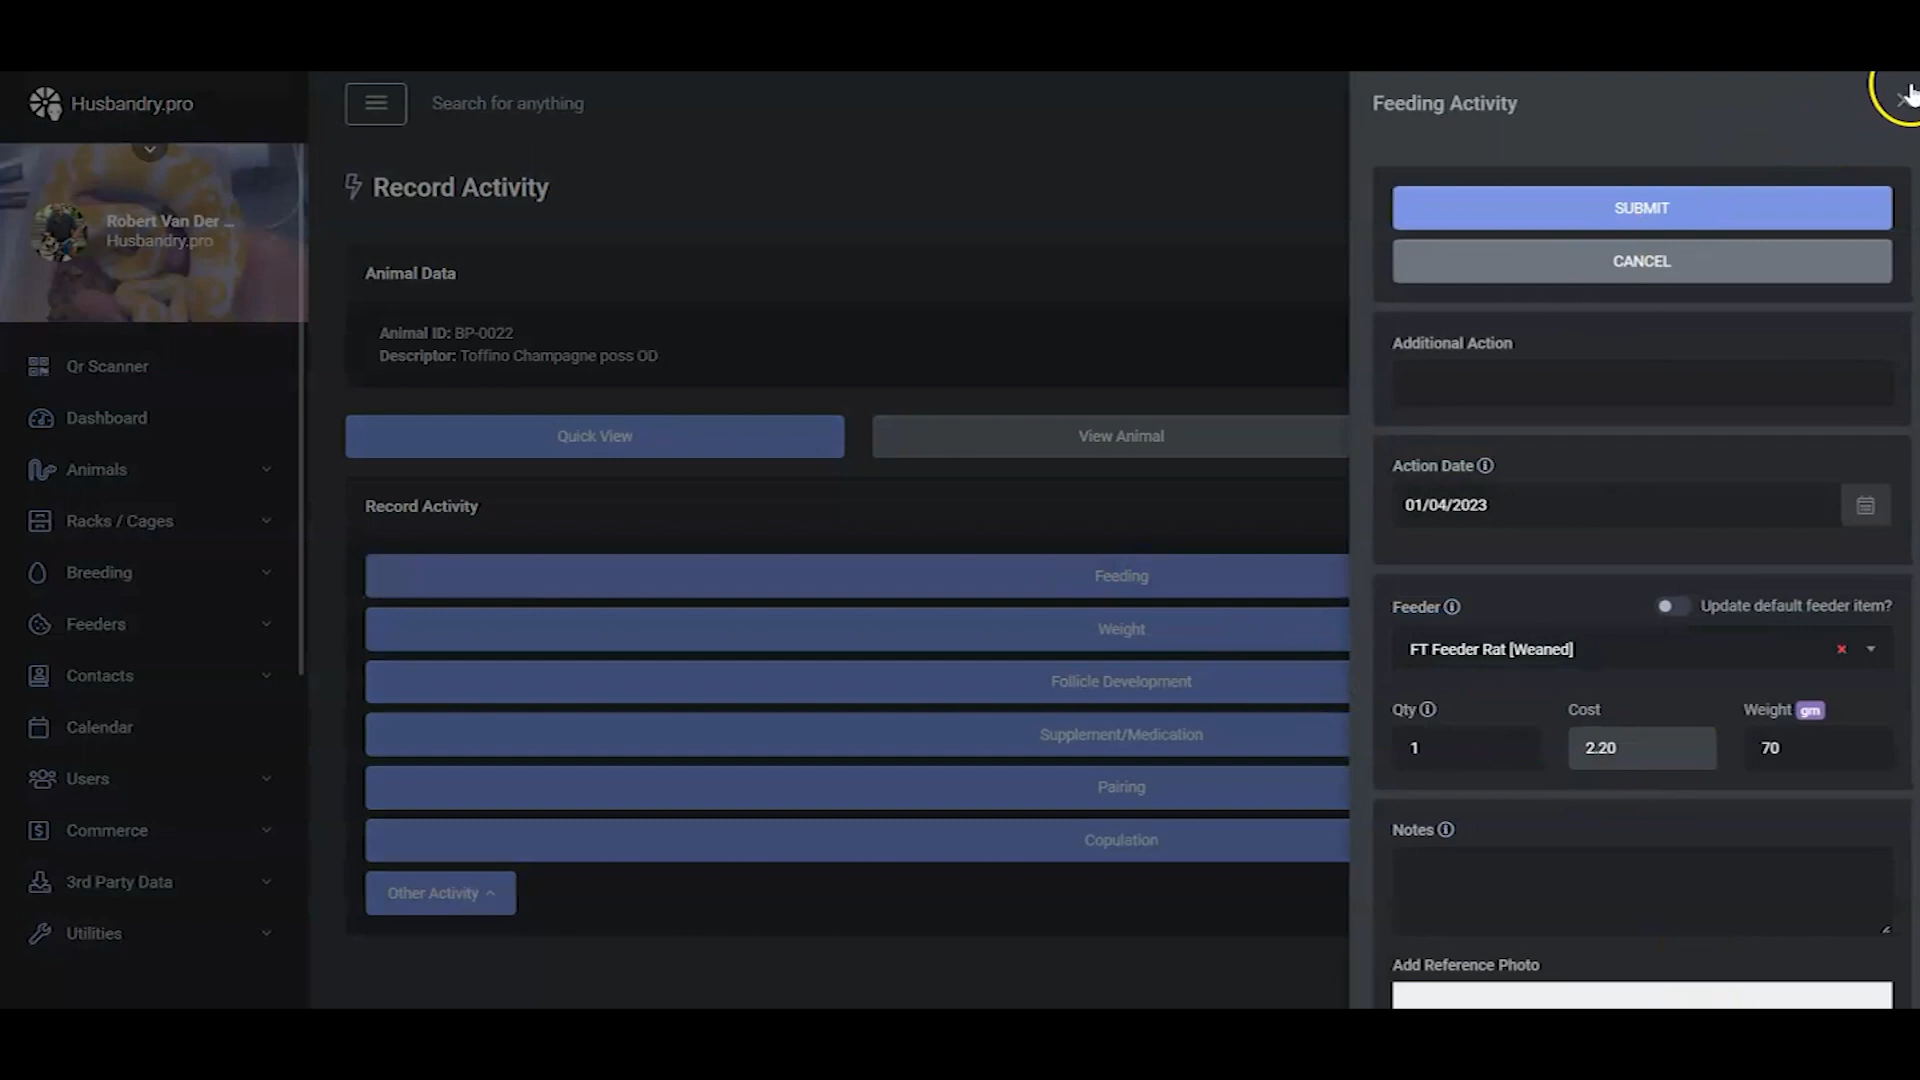 Husbandry.pro
Robert Van Der ...
Husbandry.pro
Qr Scanner
Dashboard
Animals
Racks / Cages
Breeding
Feeders
Contacts
Calendar
Users
Commerce
3rd Party Data
Utilities
Search for anything
Record Activity
Animal Data
Animal ID: BP-0022
Descriptor: Toffino Champagne poss OD
Quick View
View Animal
Record Activity
Feeding
Weight
Follicle Development
Supplement/Medication
Pairing
Copulation
Other Activity
Feeding Activity
SUBMIT
CANCEL
Additional Action
Action Date
01/04/2023
Feeder
Update default feeder item?
FT Feeder Rat [Weaned]
Qty
Cost
Weight gm
1
2.20
70
Notes
Add Reference Photo